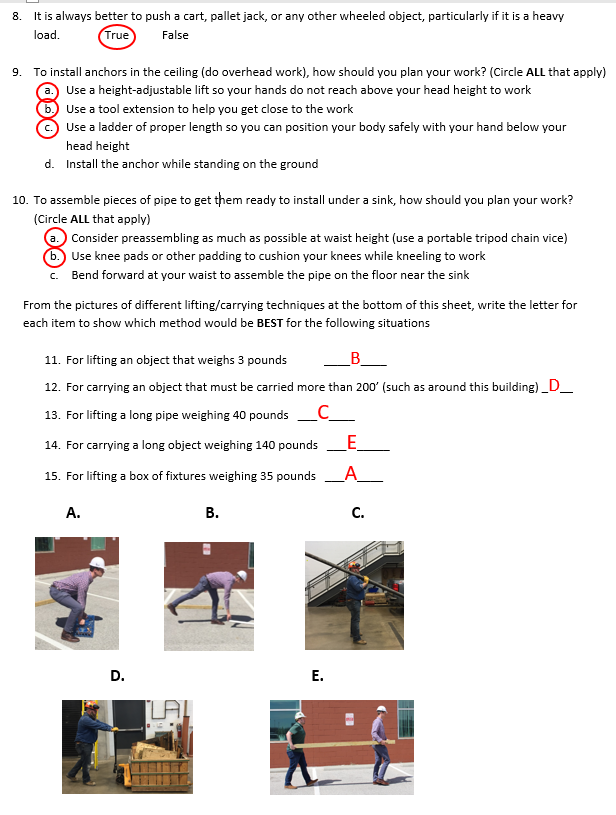 8. It is always better to push a cart, pallet jack, or any other wheeled object, particularly if it is a heavy
load. True False
9. To install anchors in the ceiling (do overhead work), how should you plan your work? (Circle ALL that apply)
a. Use a height-adjustable lift so your hands do not reach above your head height to work
b. Use a tool extension to help you get close to the work
c. Use a ladder of proper length so you can position your body safely with your hand below your
head height
d. Install the anchor while standing on the ground
10. To assemble pieces of pipe to get them ready to install under a sink, how should you plan your work?
(Circle ALL that apply)
a. Consider preassembling as much as possible at waist height (use a portable tripod chain vice)
b. Use knee pads or other padding to cushion your knees while kneeling to work
c. Bend forward at your waist to assemble the pipe on the floor near the sink
From the pictures of different lifting/carrying techniques at the bottom of this sheet, write the letter for
each item to show which method would be BEST for the following situations
11. For lifting an object that weighs 3 pounds ___B___
12. For carrying an object that must be carried more than 200’ (such as around this building) _D__
13. For lifting a long pipe weighing 40 pounds ___C___
14. For carrying a long object weighing 140 pounds ___E____
15. For lifting a box of fixtures weighing 35 pounds ___A___
A. B. C.
D. E.